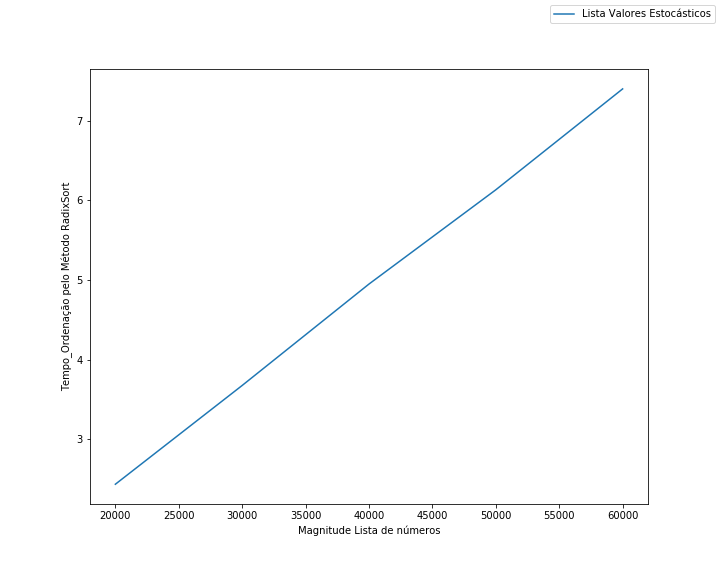 Lista Valores Estocásticos
Tempo_Ordenação pelo Método RadixSort
7
6
5
4
3
20000 25000 30000 35000 40000 45000 50000 55000 60000
Magnitude Lista de números